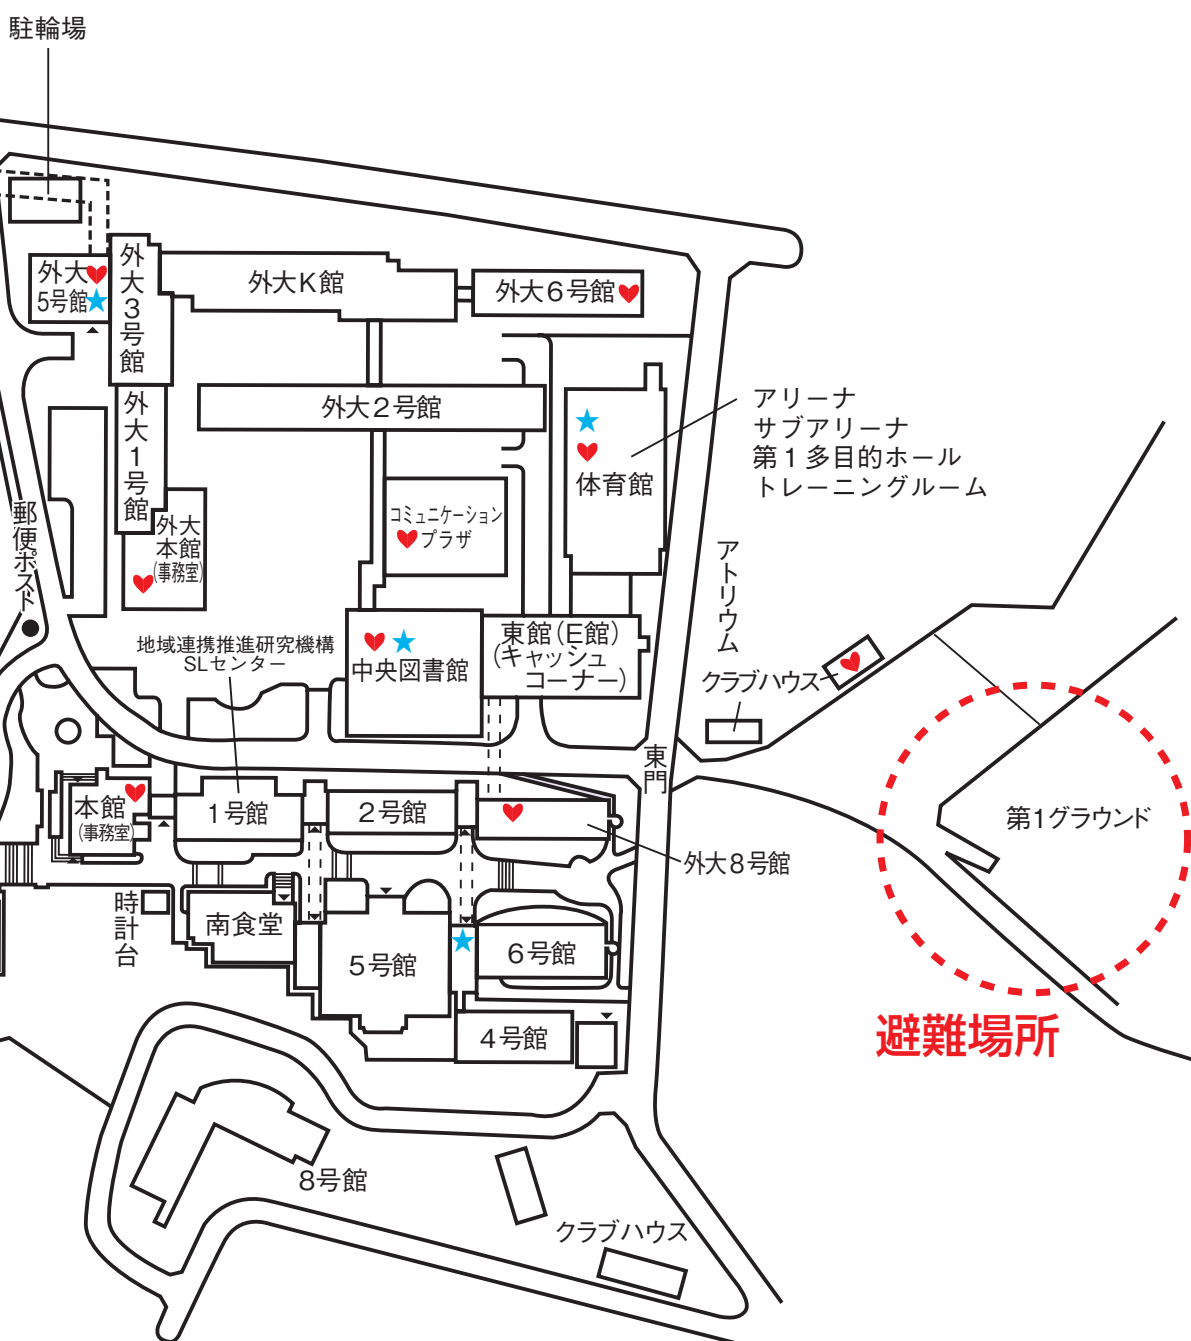 駐輪場
外大
5号館
外大3号館
外大K館
外大6号館
外大2号館
外大1号館
アリーナ
サブアリーナ
第1多目的ホール
トレーニングルーム
体育館
コミュニケーション
プラザ
外大
本館
(事務室)
郵便ポスト
アトリウム
地域連携推進研究機構
SLセンター
中央図書館
東館(E館)
(キャッシュ
コーナー)
クラブハウス
東門
本館
(事務室)
1号館
2号館
第1グラウンド
外大8号館
時計台
南食堂
5号館
6号館
4号館
避難場所
8号館
クラブハウス